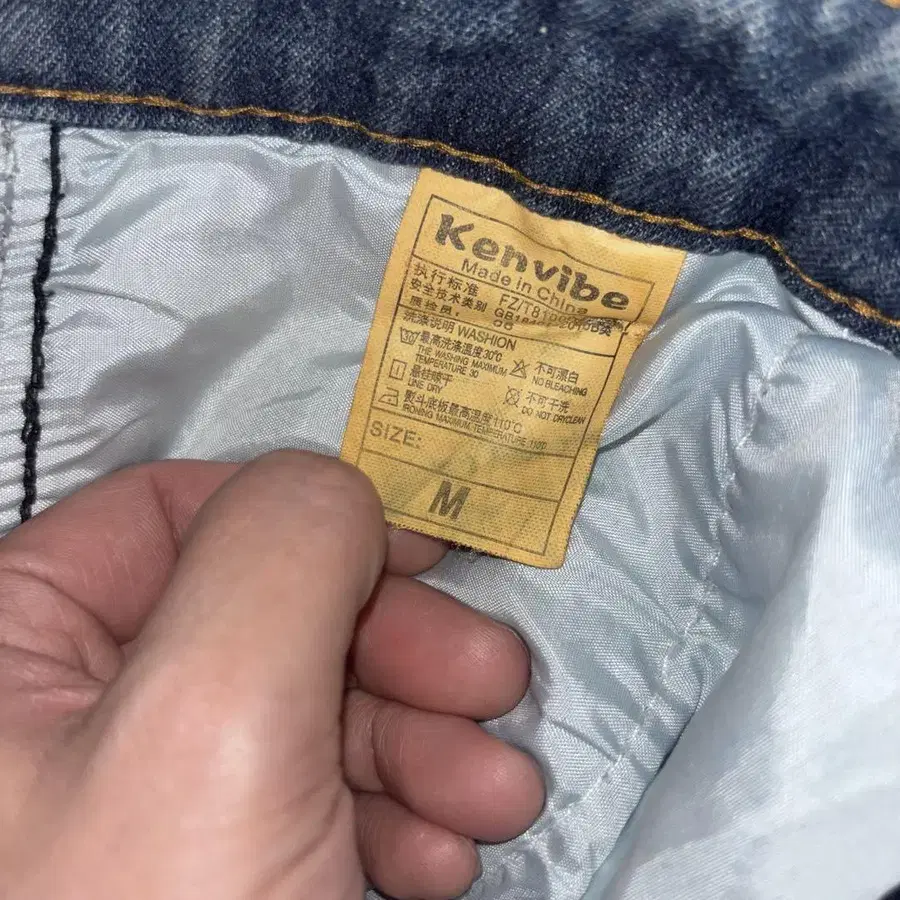 Kenvibe
Made in China
执行标准 FZ/T81
安全技术类别 GB18401
洗涤说明 WASHION
最高洗涤温度30℃
THE WASHING MAXIMUM
TEMPERATURE 30
不可漂白
NO BLEACHING
悬挂晾干
LINE DRY
不可干洗
DO NOT DRYCLEAN
熨斗底板最高温度110℃
IRONING MAXIMUM TEMPERATURE 110℃
SIZE:
M